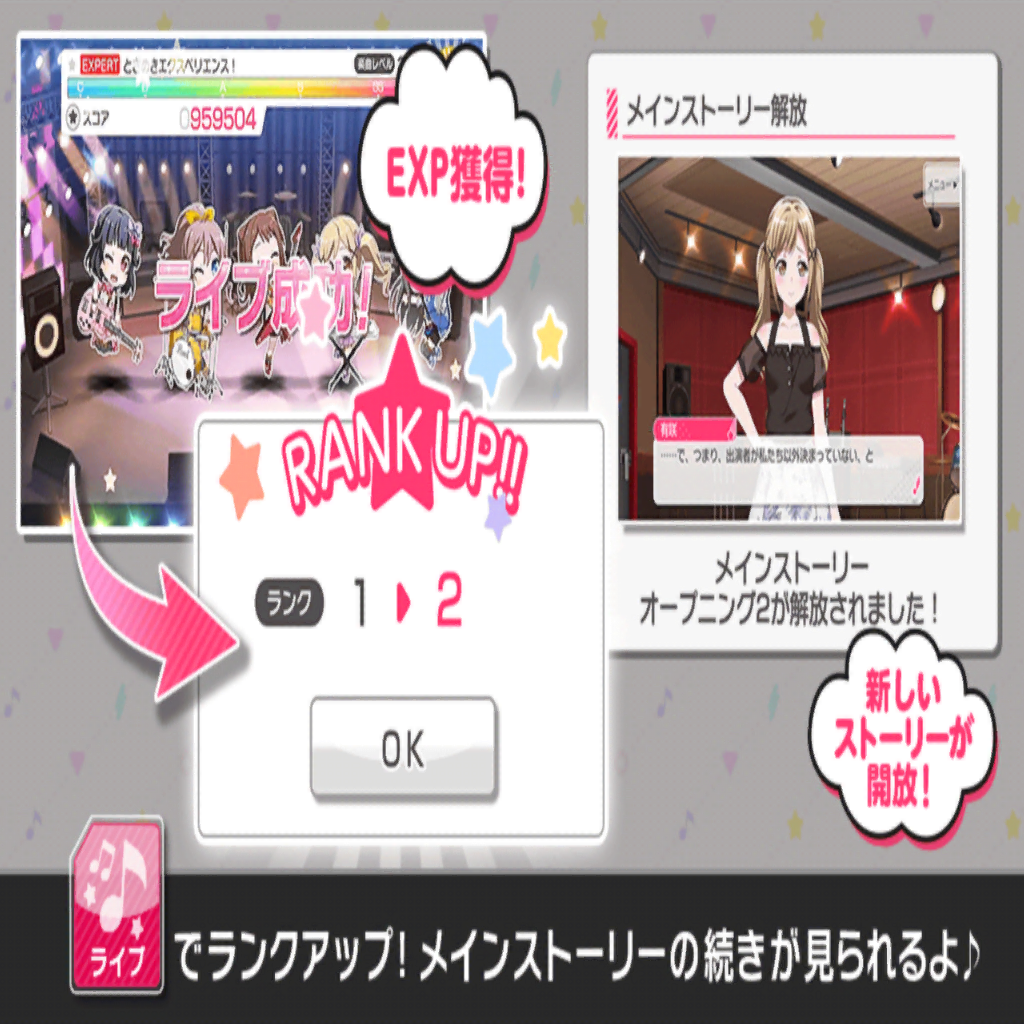 EXPERT ときめきエクスペリエンス！
楽曲レベル
C B A S SS
スコア 0959504
EXP獲得！
ライブ成功！
RANK UP!!
ランク 1 2
OK
メインストーリー解放
メニュー
有咲
……で、つまり、出演者が私たち以外決まっていない、と
メインストーリー
オープニング2が解放されました！
新しい
ストーリーが
開放！
ライブ でランクアップ！メインストーリーの続きが見られるよ♪